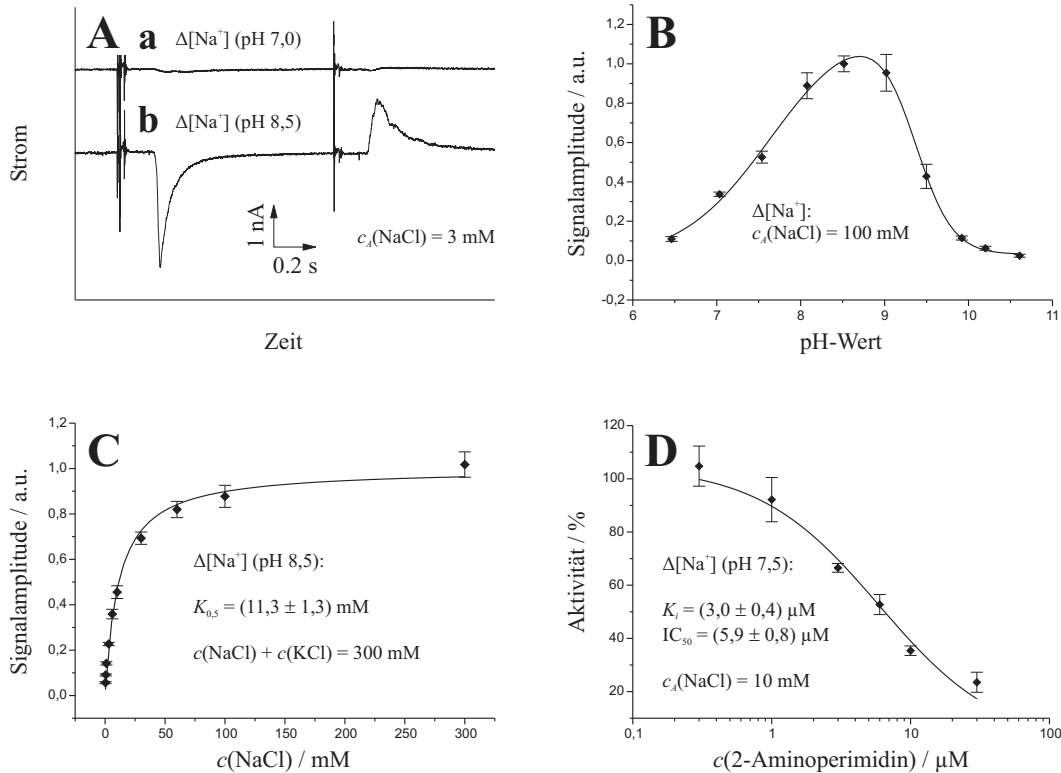 A
a
Δ[Na⁺] (pH 7,0)
b
Δ[Na⁺] (pH 8,5)
Strom
1 nA
0.2 s
c_A(NaCl) = 3 mM
Zeit
B
Signalamplitude / a.u.
1,2
1,0
0,8
0,6
0,4
0,2
0,0
-0,2
Δ[Na⁺]:
c_A(NaCl) = 100 mM
6 7 8 9 10 11
pH-Wert
C
Signalamplitude / a.u.
1,2
1,0
0,8
0,6
0,4
0,2
0,0
Δ[Na⁺] (pH 8,5):
K_0,5 = (11,3 ± 1,3) mM
c(NaCl) + c(KCl) = 300 mM
0 50 100 150 200 250 300
c(NaCl) / mM
D
Aktivität / %
120
100
80
60
40
20
0
Δ[Na⁺] (pH 7,5):
K_i = (3,0 ± 0,4) µM
IC₅₀ = (5,9 ± 0,8) µM
c_A(NaCl) = 10 mM
0,1 1 10 100
c(2-Aminoperimidin) / µM